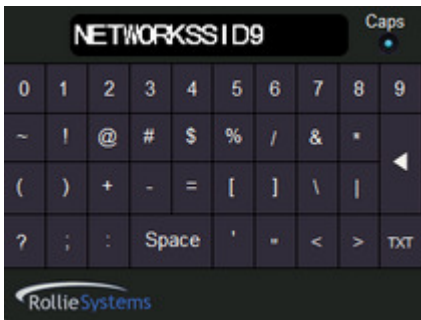 NETWORKSSID9
Caps
0 1 2 3 4 5 6 7 8 9
~ ! @ # $ % / & *
( ) + - = [ ] \ |
? ; : Space ' " < > TXT
RollieSystems